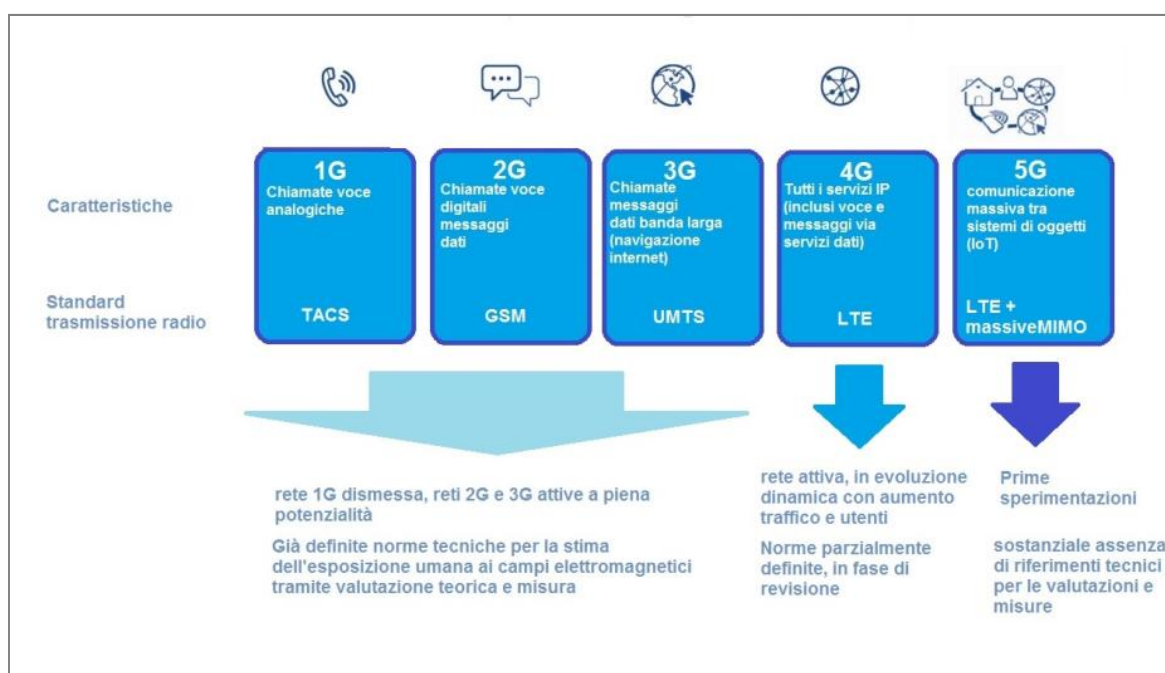 Caratteristiche
Standard
trasmissione radio
1G
Chiamate voce
analogiche
TACS
2G
Chiamate voce
digitali
messaggi
dati
GSM
3G
Chiamate
messaggi
dati banda larga
(navigazione
internet)
UMTS
4G
Tutti i servizi IP
(inclusi voce e
messaggi via
servizi dati)
LTE
5G
comunicazione
massiva tra
sistemi di oggetti
(IoT)
LTE +
massiveMIMO
rete 1G dismessa, reti 2G e 3G attive a piena
potenzialità
Già definite norme tecniche per la stima
dell'esposizione umana ai campi elettromagnetici
tramite valutazione teorica e misura
rete attiva, in evoluzione
dinamica con aumento
traffico e utenti
Norme parzialmente
definite, in fase di
revisione
Prime
sperimentazioni
sostanziale assenza
di riferimenti tecnici
per le valutazioni e
misure